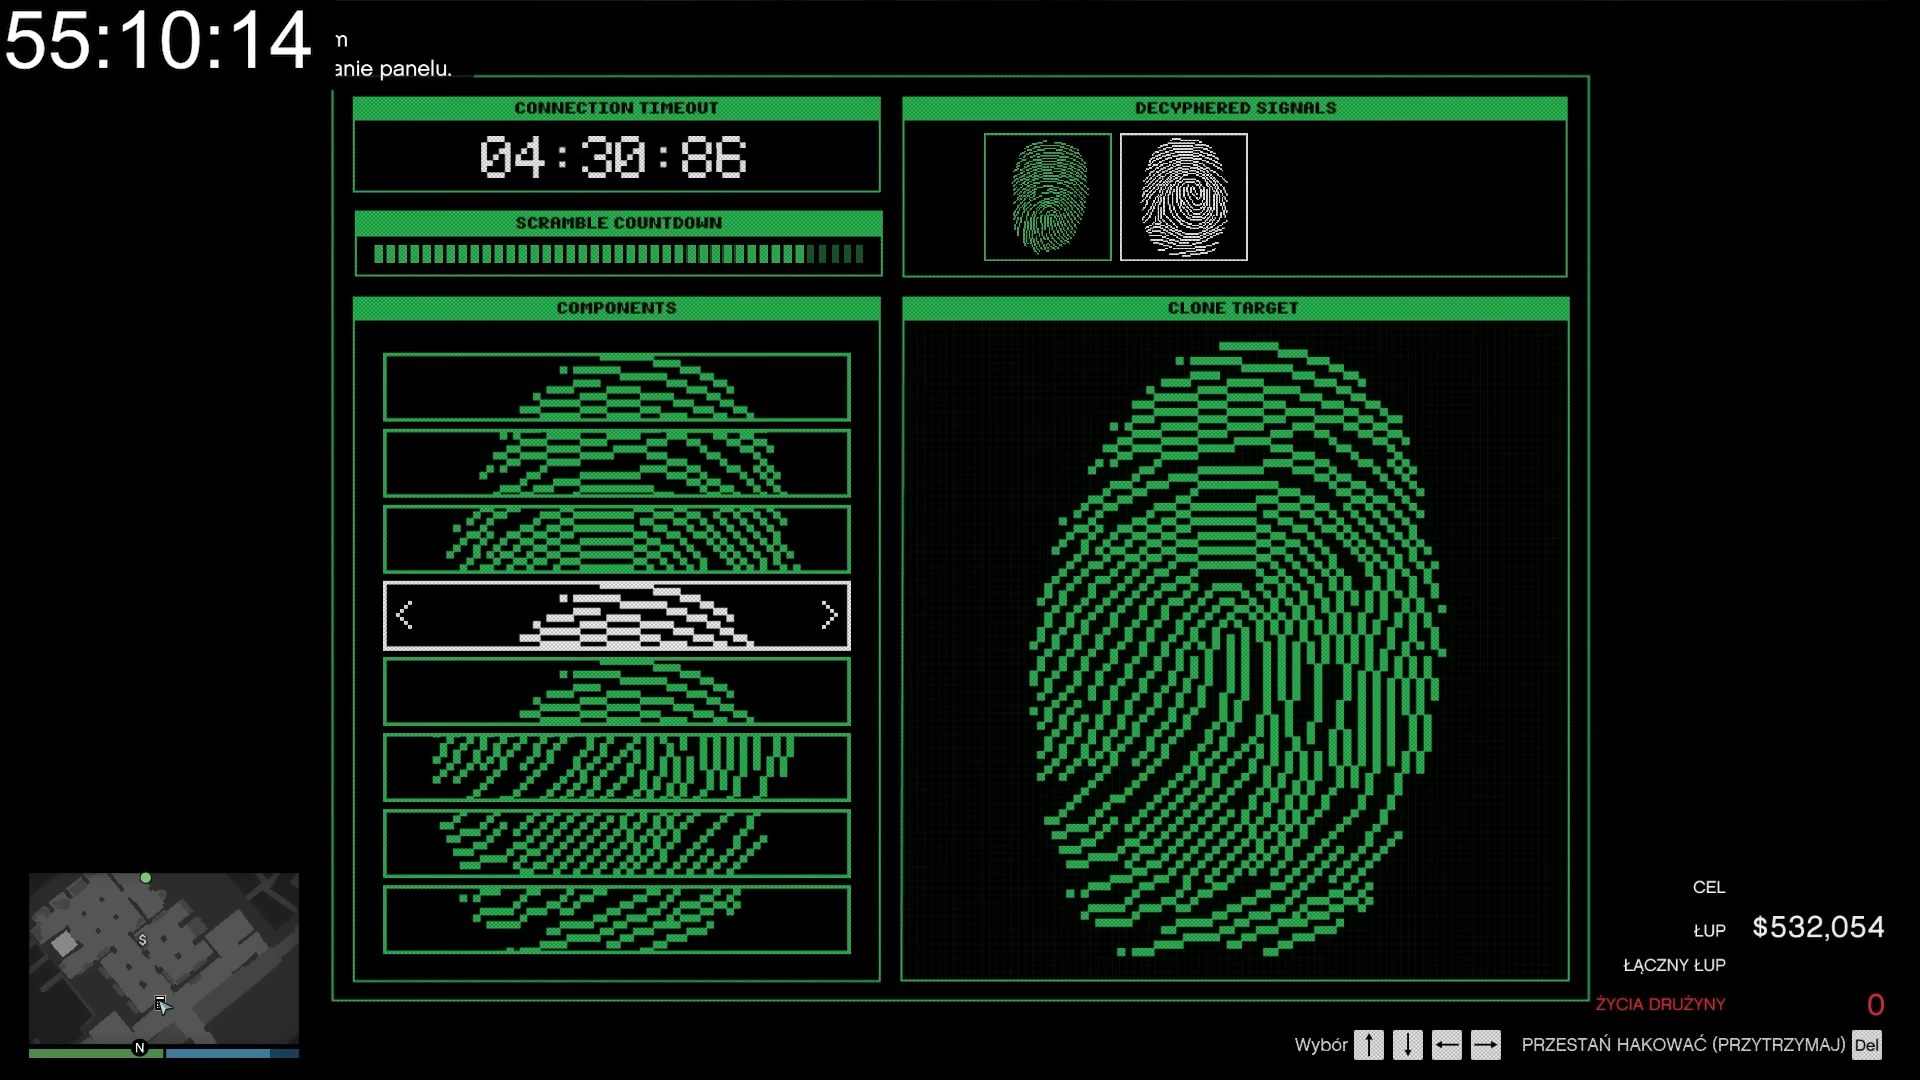 55:10:14
m
anie panelu.
CONNECTION TIMEOUT
04:30:86
DECYPHERED SIGNALS
SCRAMBLE COUNTDOWN
COMPONENTS
CLONE TARGET
$
N
CEL
ŁUP $532,054
ŁĄCZNY ŁUP
ŻYCIA DRUŻYNY 0
Wybór ↑ ↓ ← → PRZESTAŃ HAKOWAĆ (PRZYTRZYMAJ) Del